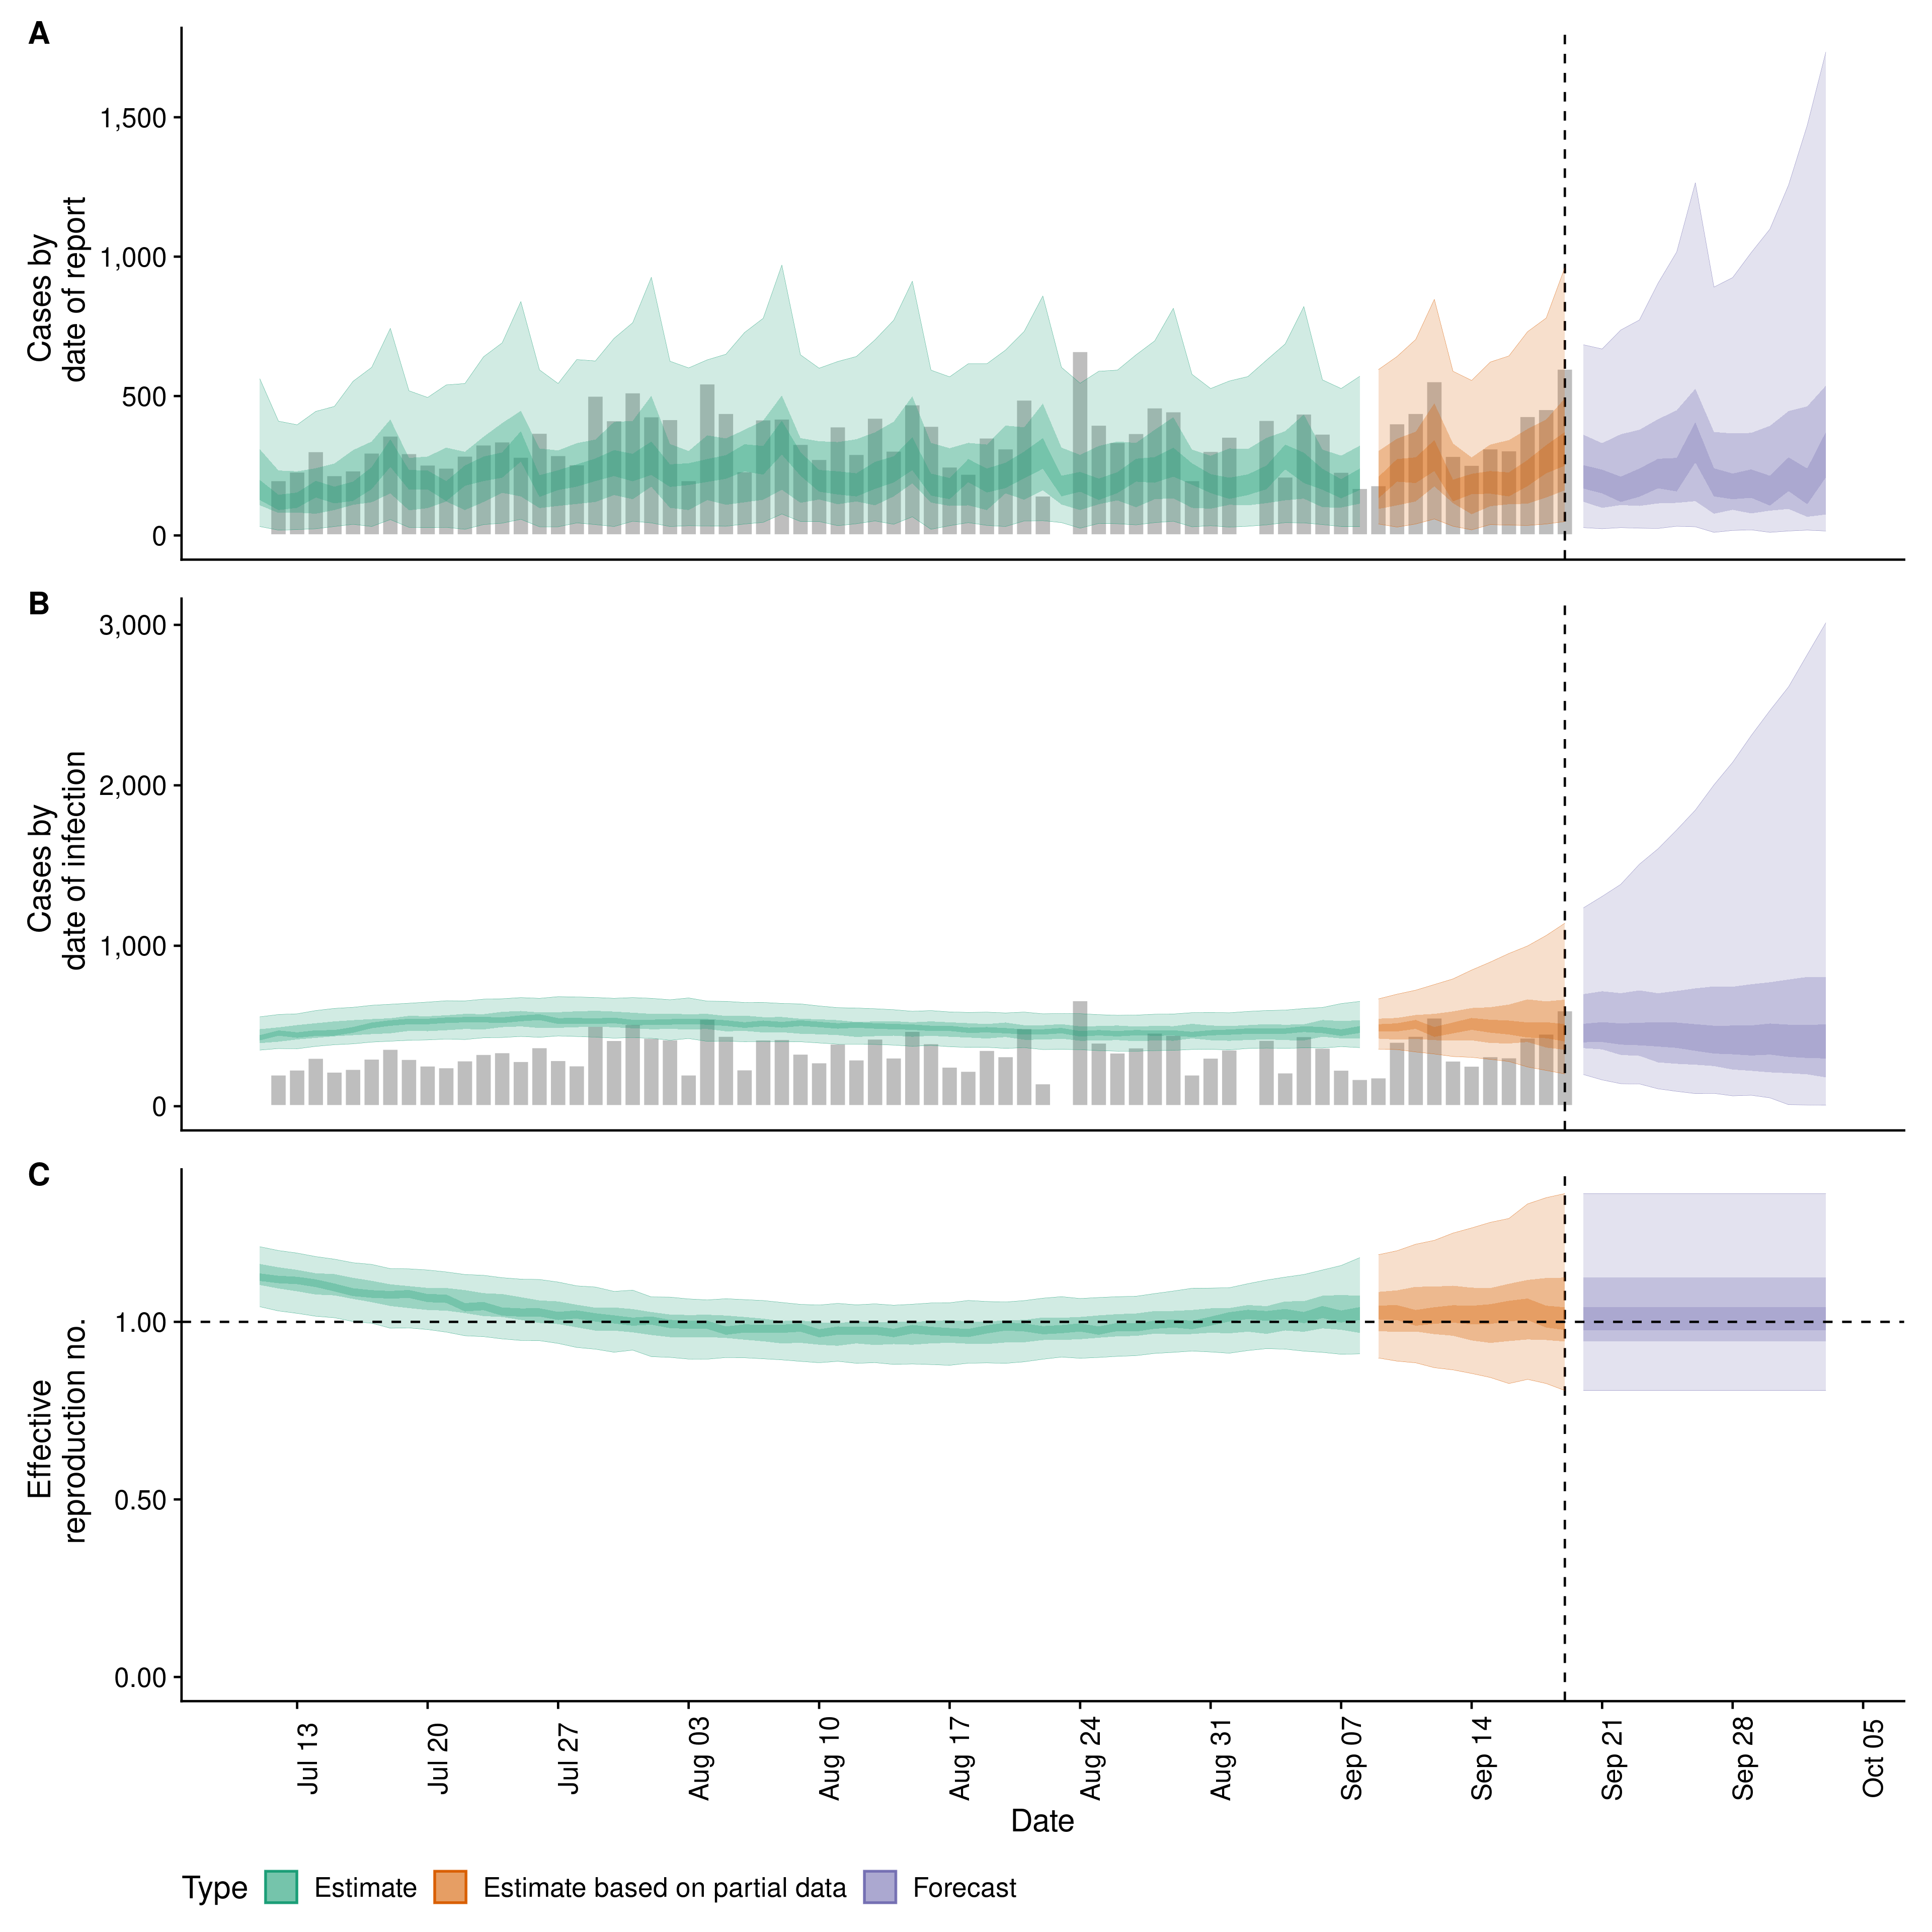 A
Cases by
date of report
1,500
1,000
500
0
B
Cases by
date of infection
3,000
2,000
1,000
0
C
Effective
reproduction no.
1.00
0.50
0.00
Jul 13
Jul 20
Jul 27
Aug 03
Aug 10
Aug 17
Aug 24
Aug 31
Sep 07
Sep 14
Sep 21
Sep 28
Oct 05
Date
Type Estimate Estimate based on partial data Forecast